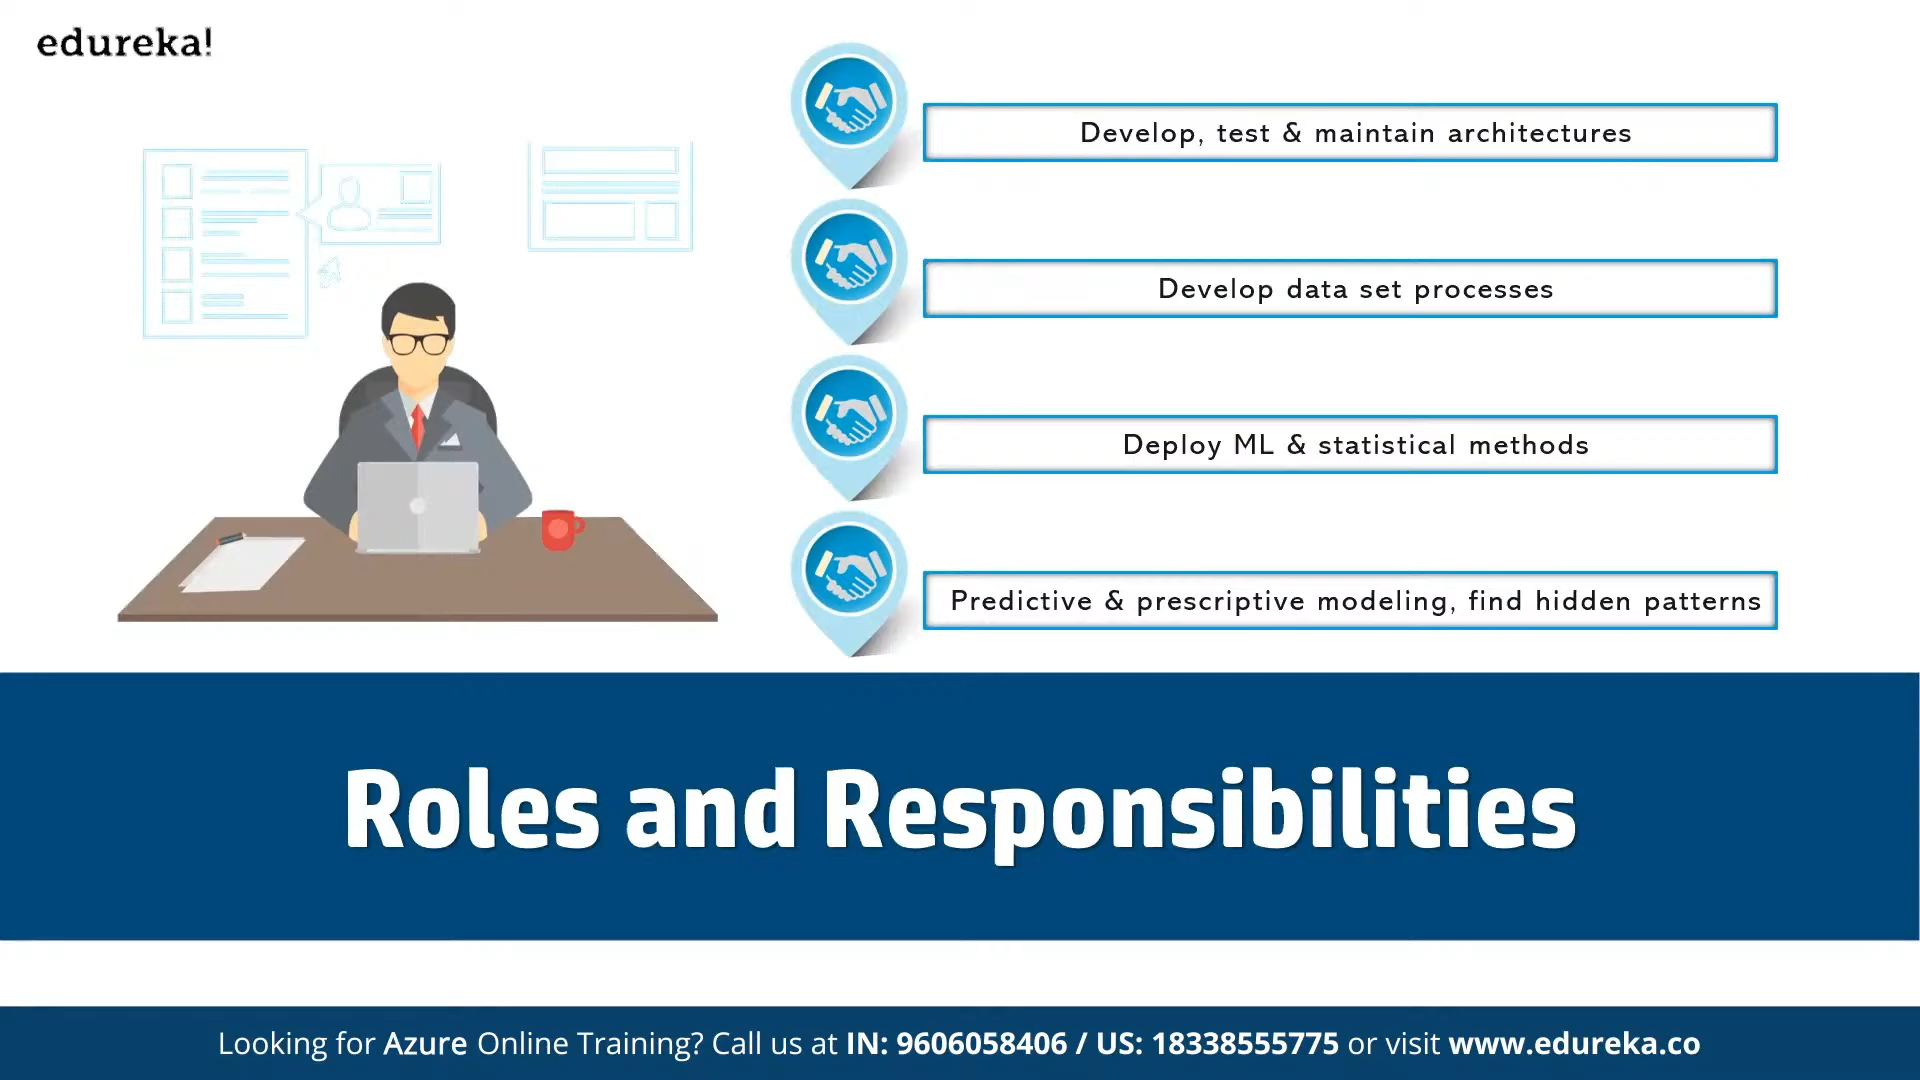 edureka!
Develop, test & maintain architectures
Develop data set processes
Deploy ML & statistical methods
Predictive & prescriptive modeling, find hidden patterns
Roles and Responsibilities
Looking for Azure Online Training? Call us at IN: 9606058406 / US: 18338555775 or visit www.edureka.co